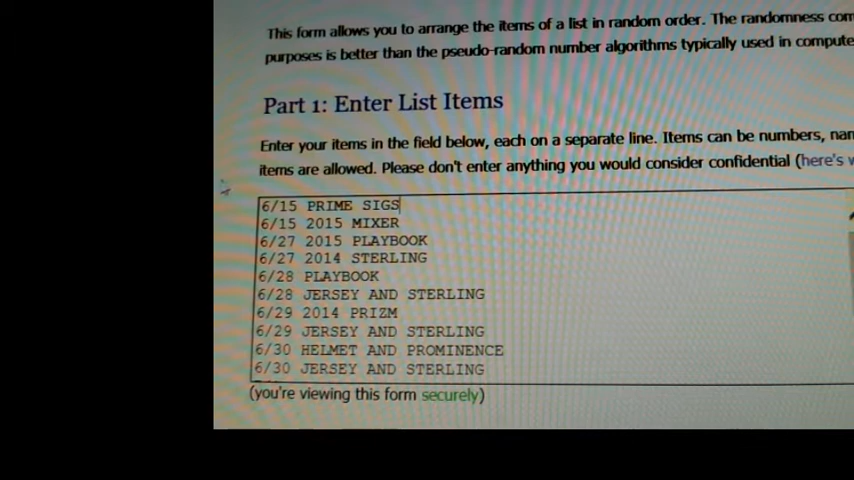 This form allows you to arrange the items of a list in random order. The randomness com
purposes is better than the pseudo-random number algorithms typically used in compute
Part 1: Enter List Items
Enter your items in the field below, each on a separate line. Items can be numbers, nam
items are allowed. Please don't enter anything you would consider confidential (here's w
6/15 PRIME SIGS
6/15 2015 MIXER
6/27 2015 PLAYBOOK
6/27 2014 STERLING
6/28 PLAYBOOK
6/28 JERSEY AND STERLING
6/29 2014 PRIZM
6/29 JERSEY AND STERLING
6/30 HELMET AND PROMINENCE
6/30 JERSEY AND STERLING
(you're viewing this form securely)